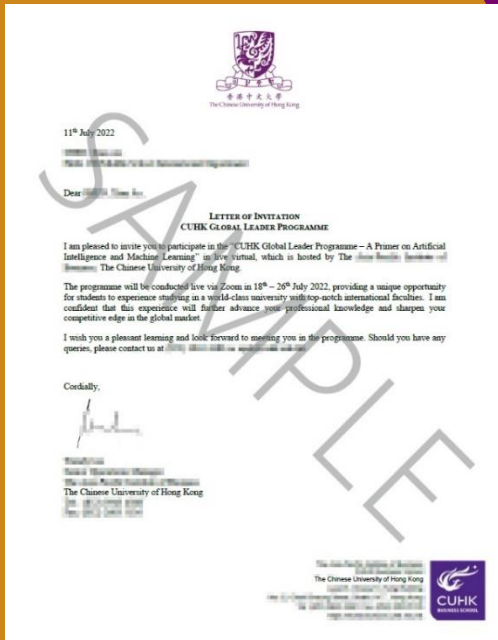 香港中文大學
The Chinese University of Hong Kong
11th July 2022
Dear
LETTER OF INVITATION
CUHK GLOBAL LEADER PROGRAMME
I am pleased to invite you to participate in the "CUHK Global Leader Programme – A Primer on Artificial
Intelligence and Machine Learning" in live virtual, which is hosted by The
The Chinese University of Hong Kong.
The programme will be conducted live via Zoom in 18th – 26th July 2022, providing a unique opportunity
for students to experience studying in a world-class university with top-notch international faculties. I am
confident that this experience will further advance your professional knowledge and sharpen your
competitive edge in the global market.
I wish you a pleasant learning and look forward to meeting you in the programme. Should you have any
queries, please contact us at
Cordially,
The Chinese University of Hong Kong
SAMPLE
The Chinese University of Hong Kong
CUHK
BUSINESS SCHOOL